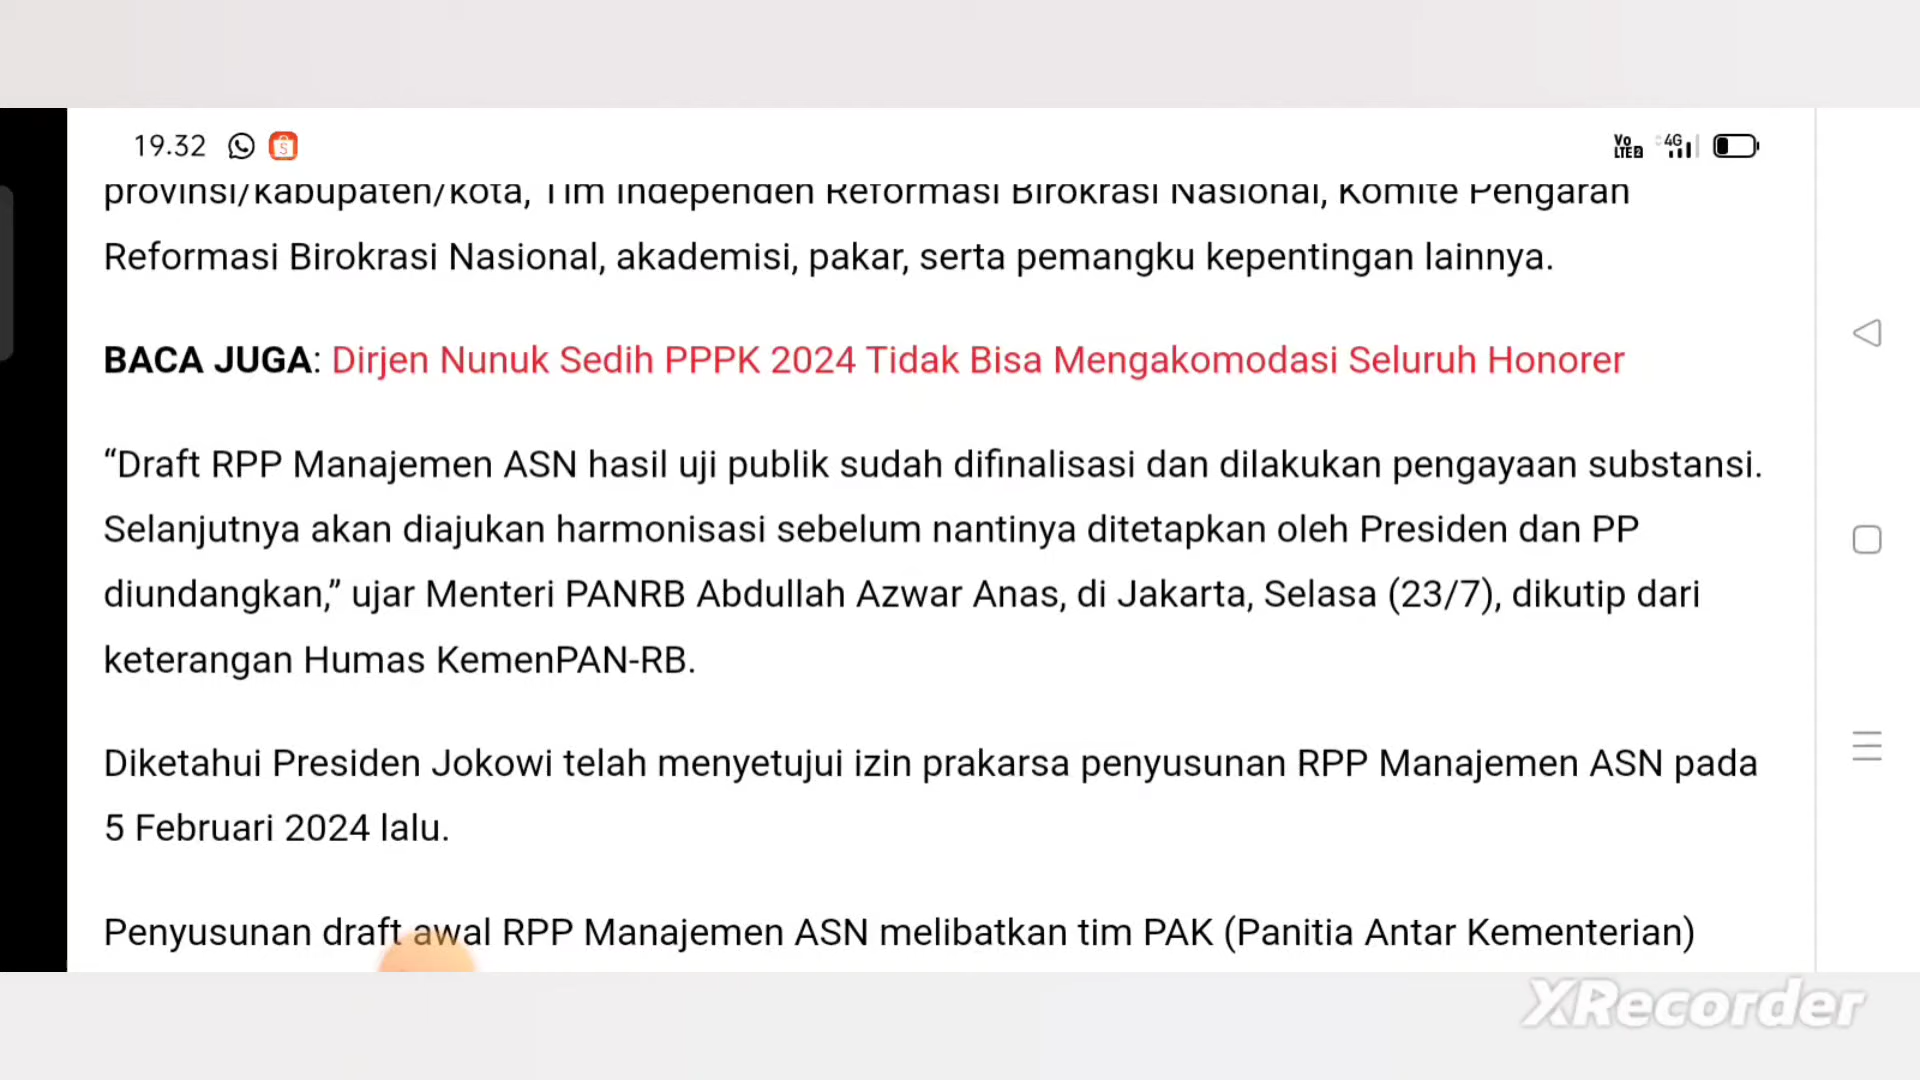 19.32
Vo LTE2 4G
provinsi/kabupaten/kota, Tim Independen Reformasi Birokrasi Nasional, Komite Pengarah
Reformasi Birokrasi Nasional, akademisi, pakar, serta pemangku kepentingan lainnya.
BACA JUGA: Dirjen Nunuk Sedih PPPK 2024 Tidak Bisa Mengakomodasi Seluruh Honorer
“Draft RPP Manajemen ASN hasil uji publik sudah difinalisasi dan dilakukan pengayaan substansi.
Selanjutnya akan diajukan harmonisasi sebelum nantinya ditetapkan oleh Presiden dan PP
diundangkan,” ujar Menteri PANRB Abdullah Azwar Anas, di Jakarta, Selasa (23/7), dikutip dari
keterangan Humas KemenPAN-RB.
Diketahui Presiden Jokowi telah menyetujui izin prakarsa penyusunan RPP Manajemen ASN pada
5 Februari 2024 lalu.
Penyusunan draft awal RPP Manajemen ASN melibatkan tim PAK (Panitia Antar Kementerian)
XRecorder